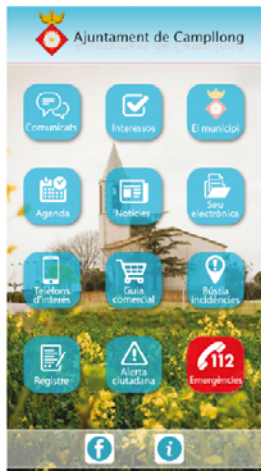 Ajuntament de Campllong
Comunicats
Interessos
El municipi
Agenda
Notícies
Seu
electrònica
Telèfons
d'interès
Guia
comercial
Bústia
incidències
Registre
Alerta
ciutadana
112
Emergències
f
i